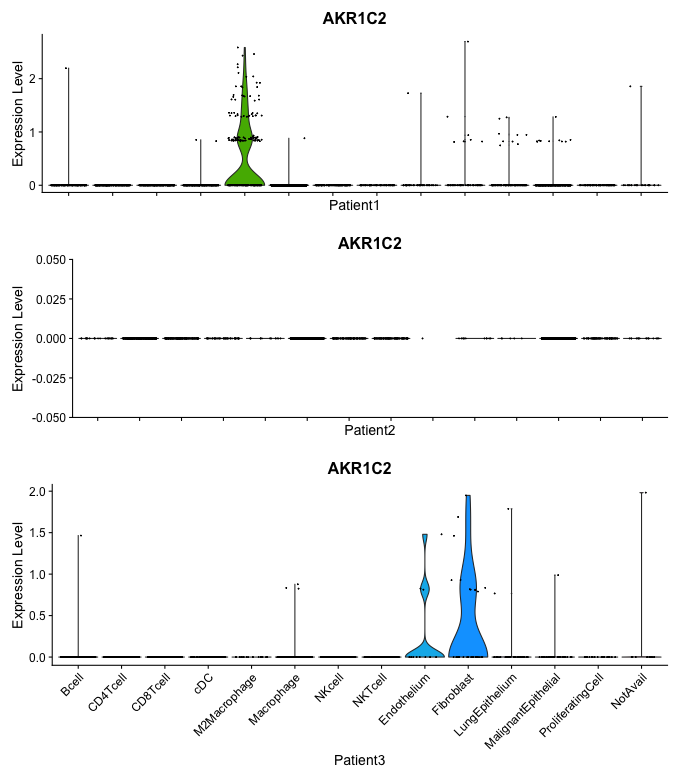 AKR1C2
Expression Level
2
1
0
Patient1
AKR1C2
Expression Level
0.050
0.025
0.000
-0.025
-0.050
Patient2
AKR1C2
Expression Level
2.0
1.5
1.0
0.5
0.0
Bcell
CD4Tcell
CD8Tcell
cDC
M2Macrophage
Macrophage
NKcell
NKTcell
Endothelium
Fibroblast
LungEpithelium
MalignantEpithelial
ProliferatingCell
NotAvail
Patient3